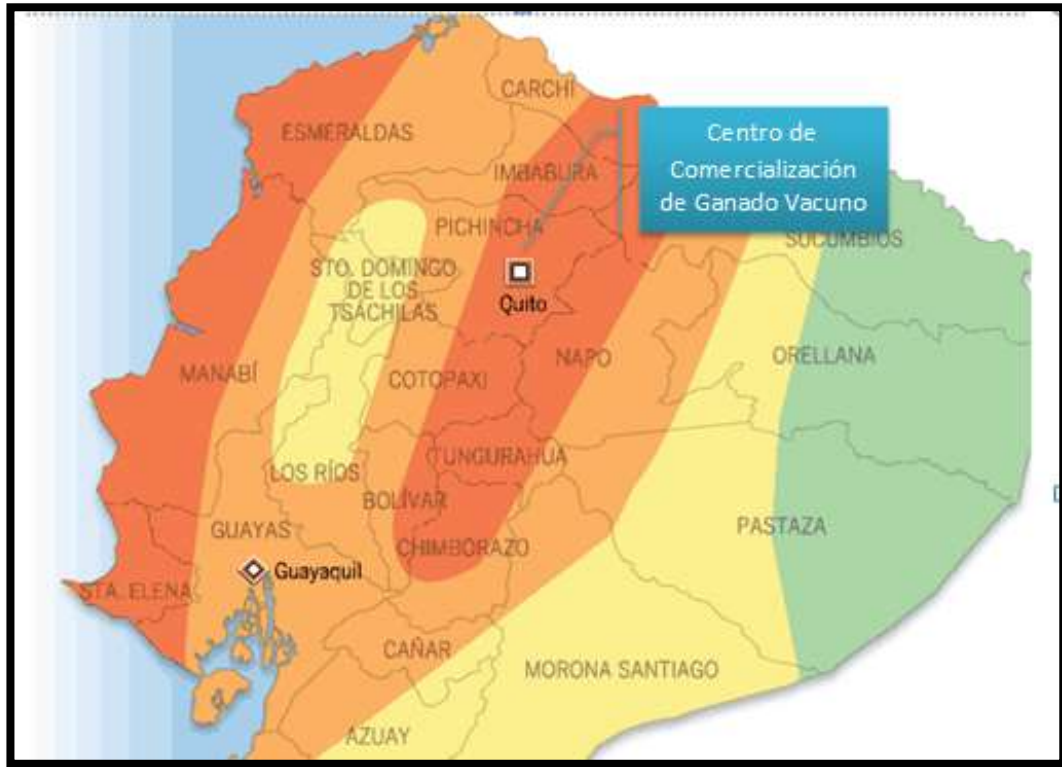 CARCHÍ
ESMERALDAS
Centro de
Comercialización
de Ganado Vacuno
IMBABURA
PICHINCHA
SUCUMBIOS
STO. DOMINGO
DE LOS
TSÁCHILAS
Quito
MANABÍ
COTOPAXI
NAPO
ORELLANA
LOS RÍOS
TUNGURAHUA
BOLÍVAR
GUAYAS
PASTAZA
CHIMBORAZO
Guayaquil
STA. ELENA
CAÑAR
MORONA SANTIAGO
AZUAY